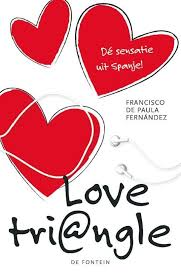 Dé sensatie
uit Spanje!
FRANCISCO
DE PAULA
FERNÁNDEZ
Love
tri@ngle
DE FONTEIN